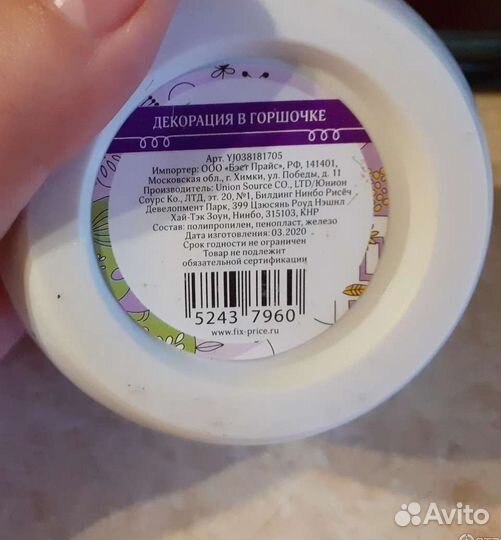 ДЕКОРАЦИЯ В ГОРШОЧКЕ
Арт. YJ038181705
Импортер: ООО «Бэст Прайс», РФ, 141401,
Московская обл., г. Химки, ул. Победы, д. 11
Производитель: Union Source CO., LTD/Юнион
Соурс Ко., ЛТД, эт. 20, №1, Билдинг Нинбо Рисёч
Девелопмент Парк, 399 Цзюсянь Роуд Нэшнл
Хай-Тэк Зоун, Нинбо, 315103, КНР
Состав: полипропилен, пенопласт, железо
Дата изготовления: 03.2020
Срок годности не ограничен
Товар не подлежит
обязательной сертификации
5243 7960
www.fix-price.ru
Avito